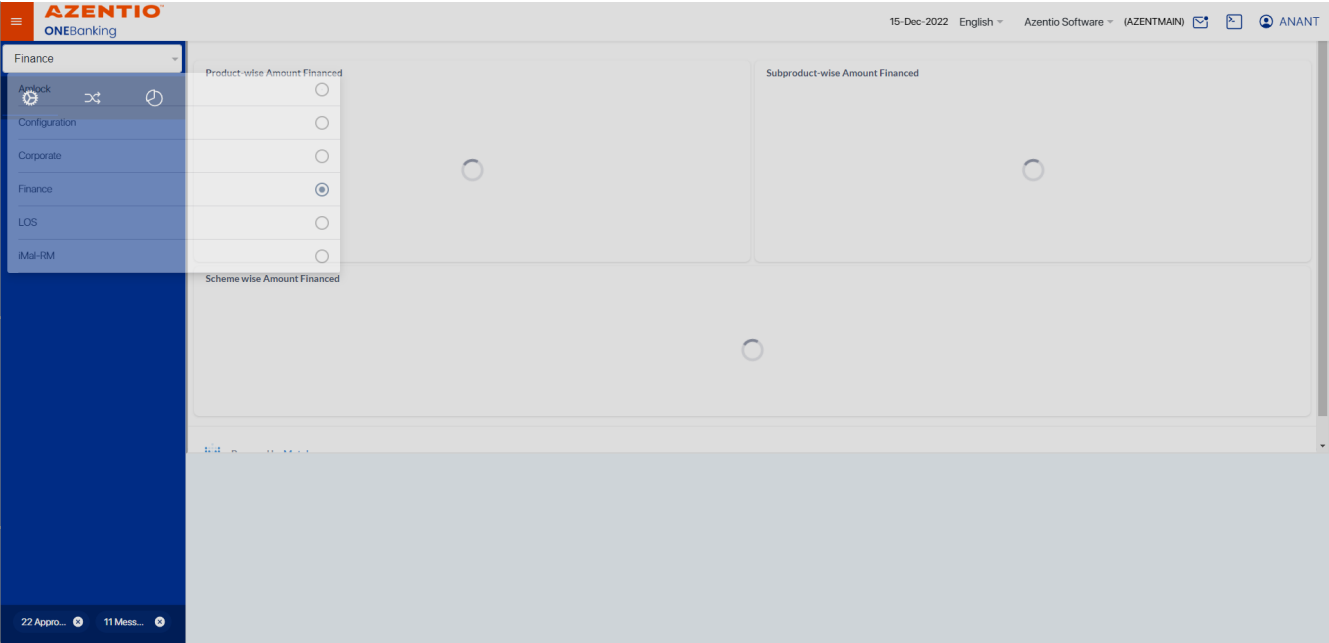 AZENTIO
ONEBanking
15-Dec-2022 English Azentio Software (AZENTMAIN) ANANT
Finance
Product-wise Amount Financed
Subproduct-wise Amount Financed
Amlock
Configuration
Corporate
Finance
LOS
iMal-RM
Scheme wise Amount Financed
22 Appro... 11 Mess...